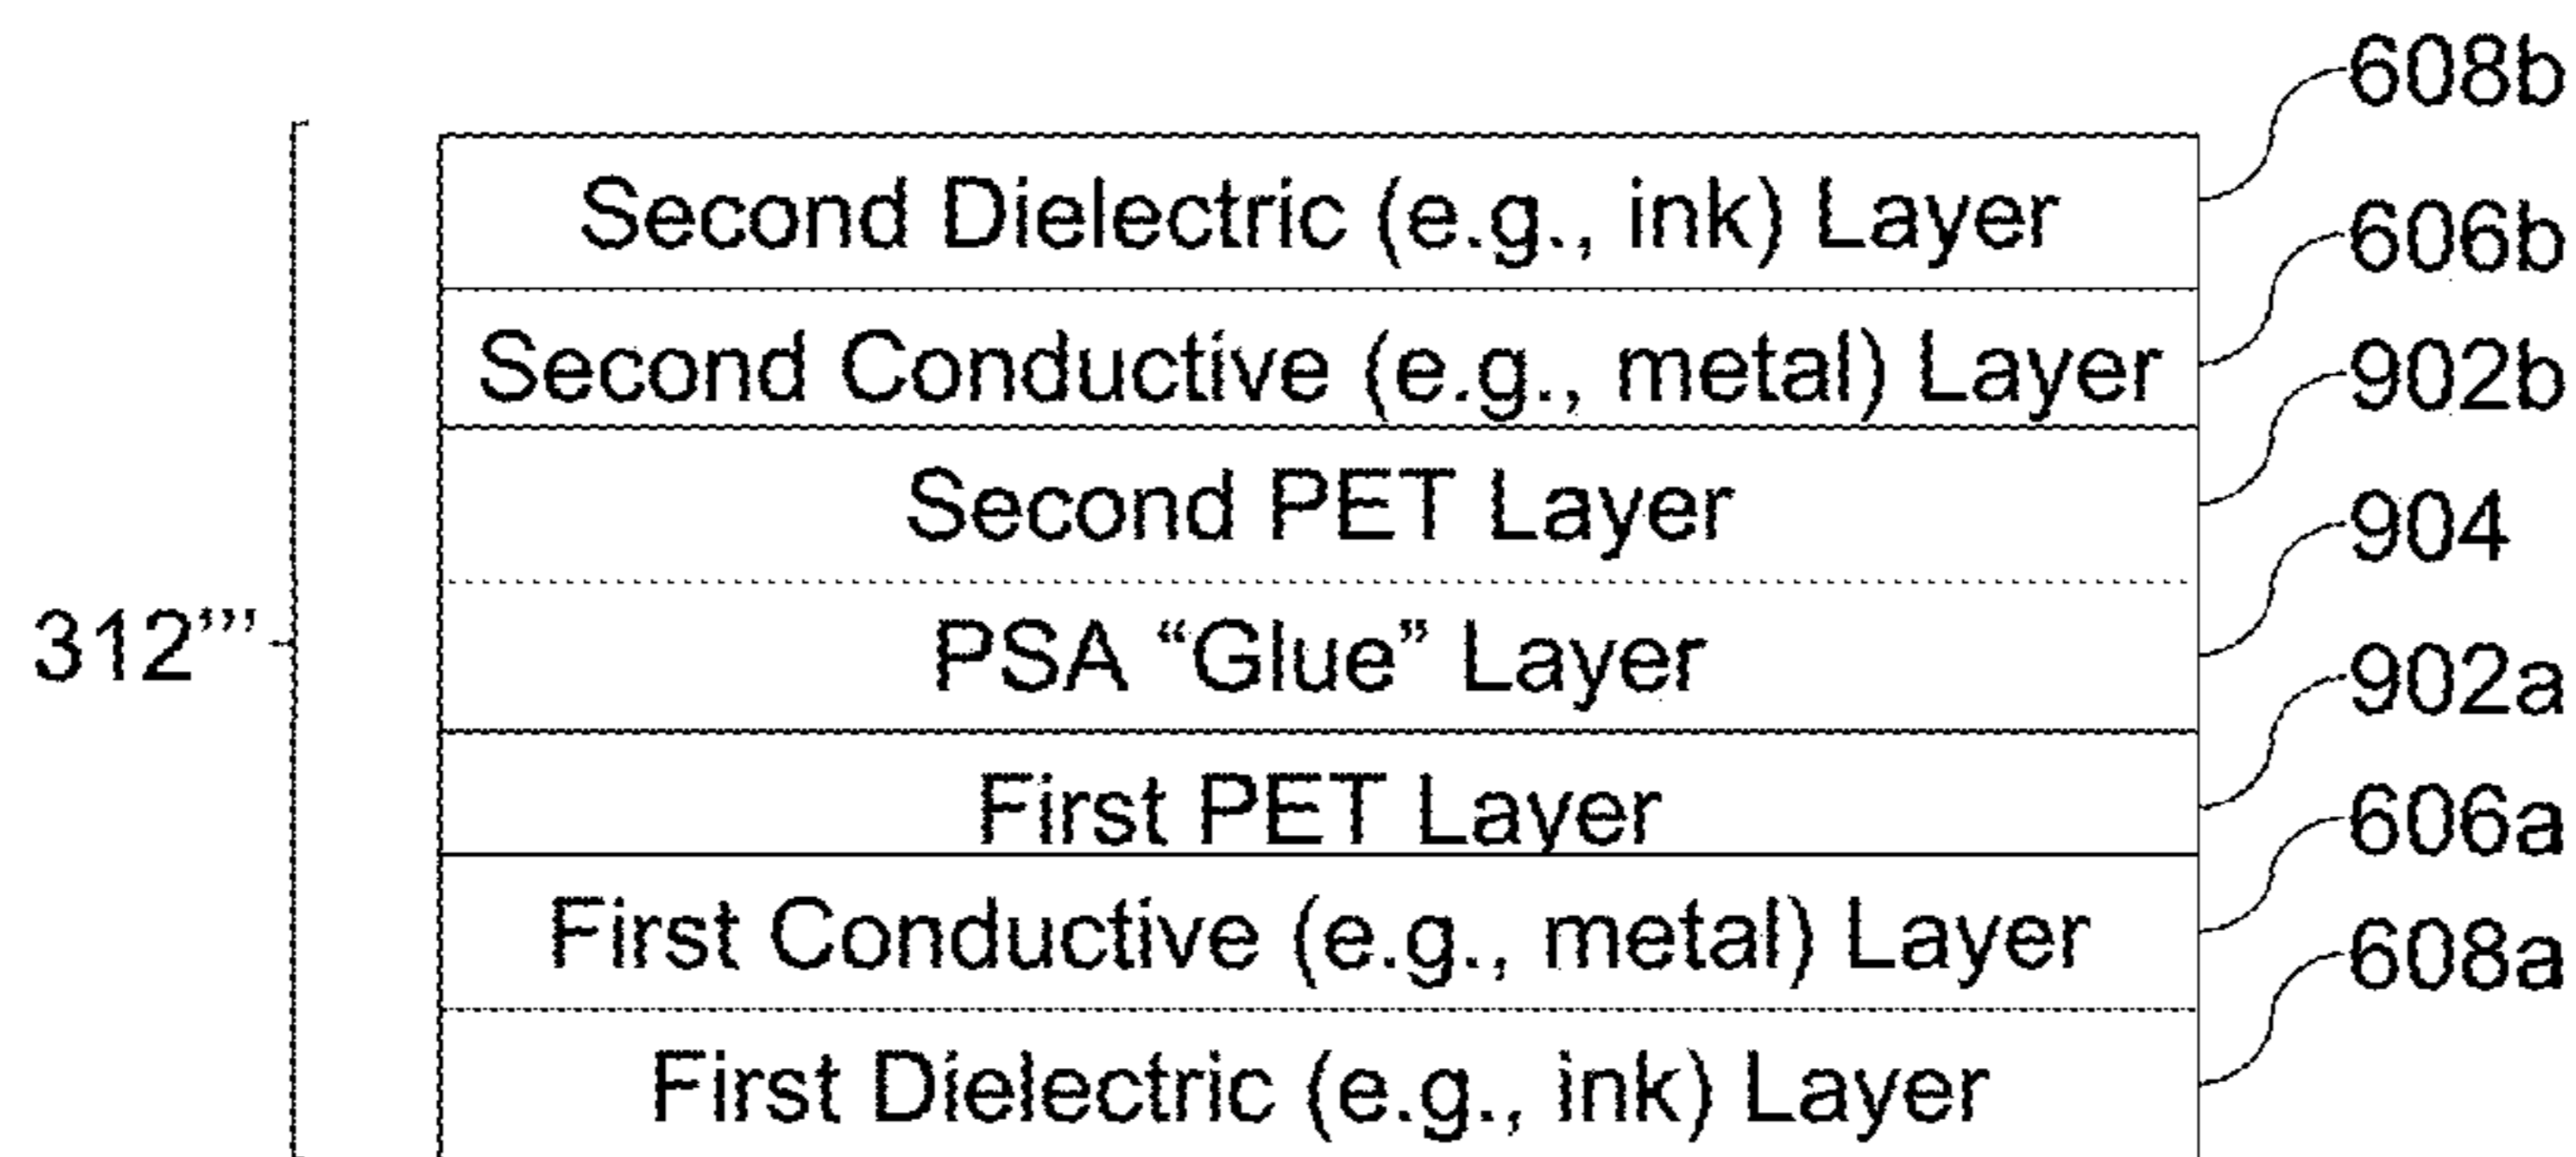 608b
Second Dielectric (e.g., ink) Layer
606b
Second Conductive (e.g., metal) Layer
902b
Second PET Layer
904
312’’’
PSA “Glue” Layer
902a
First PET Layer
606a
First Conductive (e.g., metal) Layer
608a
First Dielectric (e.g., ink) Layer